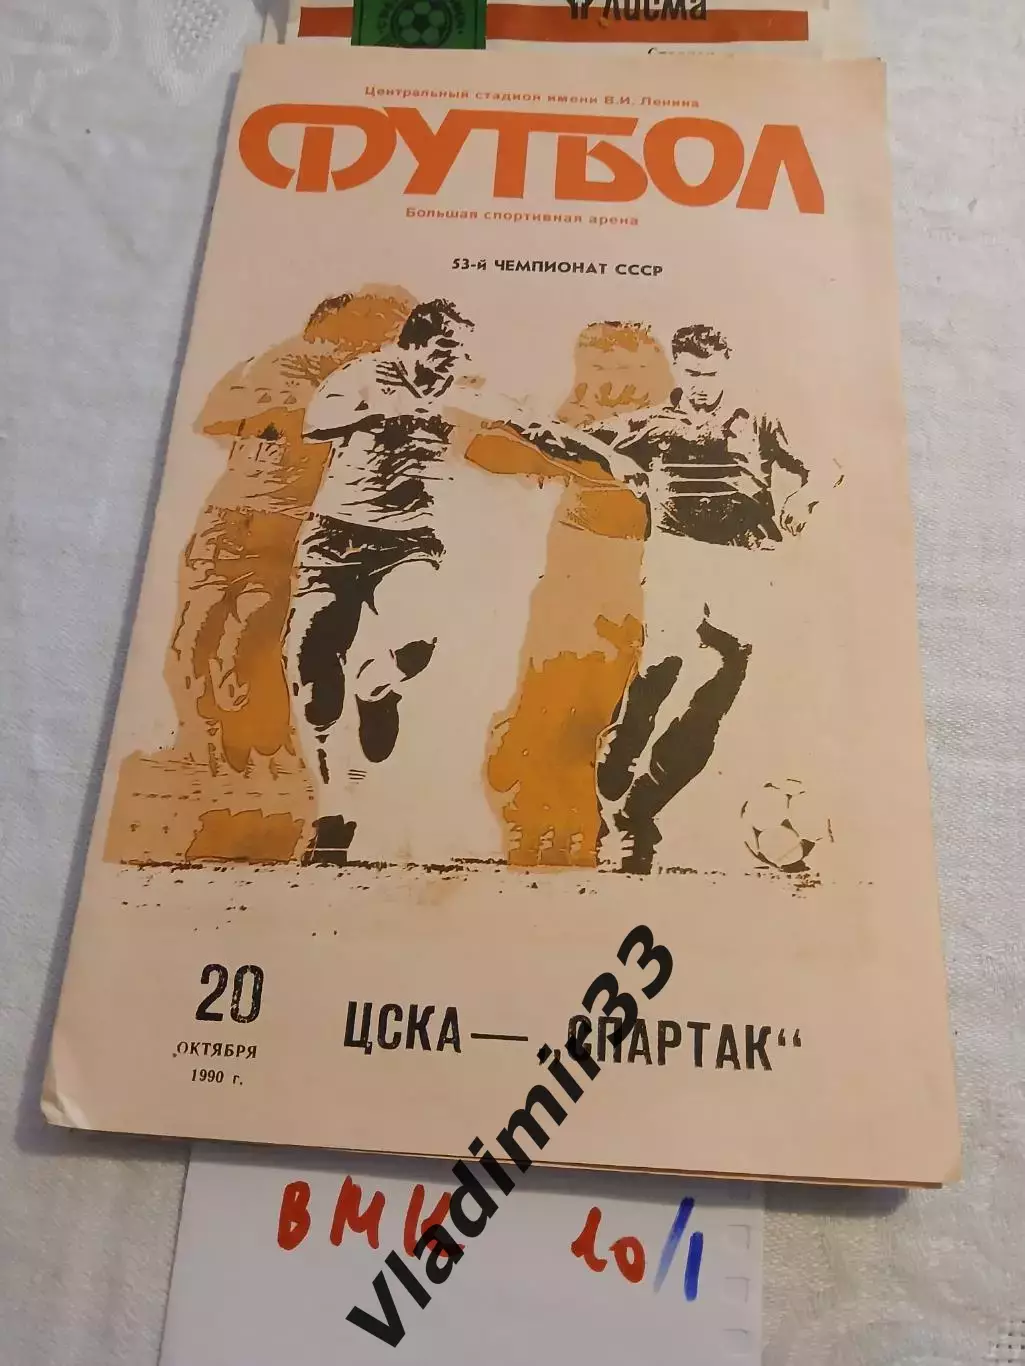 Лисма
Центральный стадион имени В.И. Ленина
ФУТБОЛ
Большая спортивная арена
53-й ЧЕМПИОНАТ СССР
20
ОКТЯБРЯ
1990 г.
ЦСКА — „СПАРТАК“
Vladimir33
ВМК 10/1